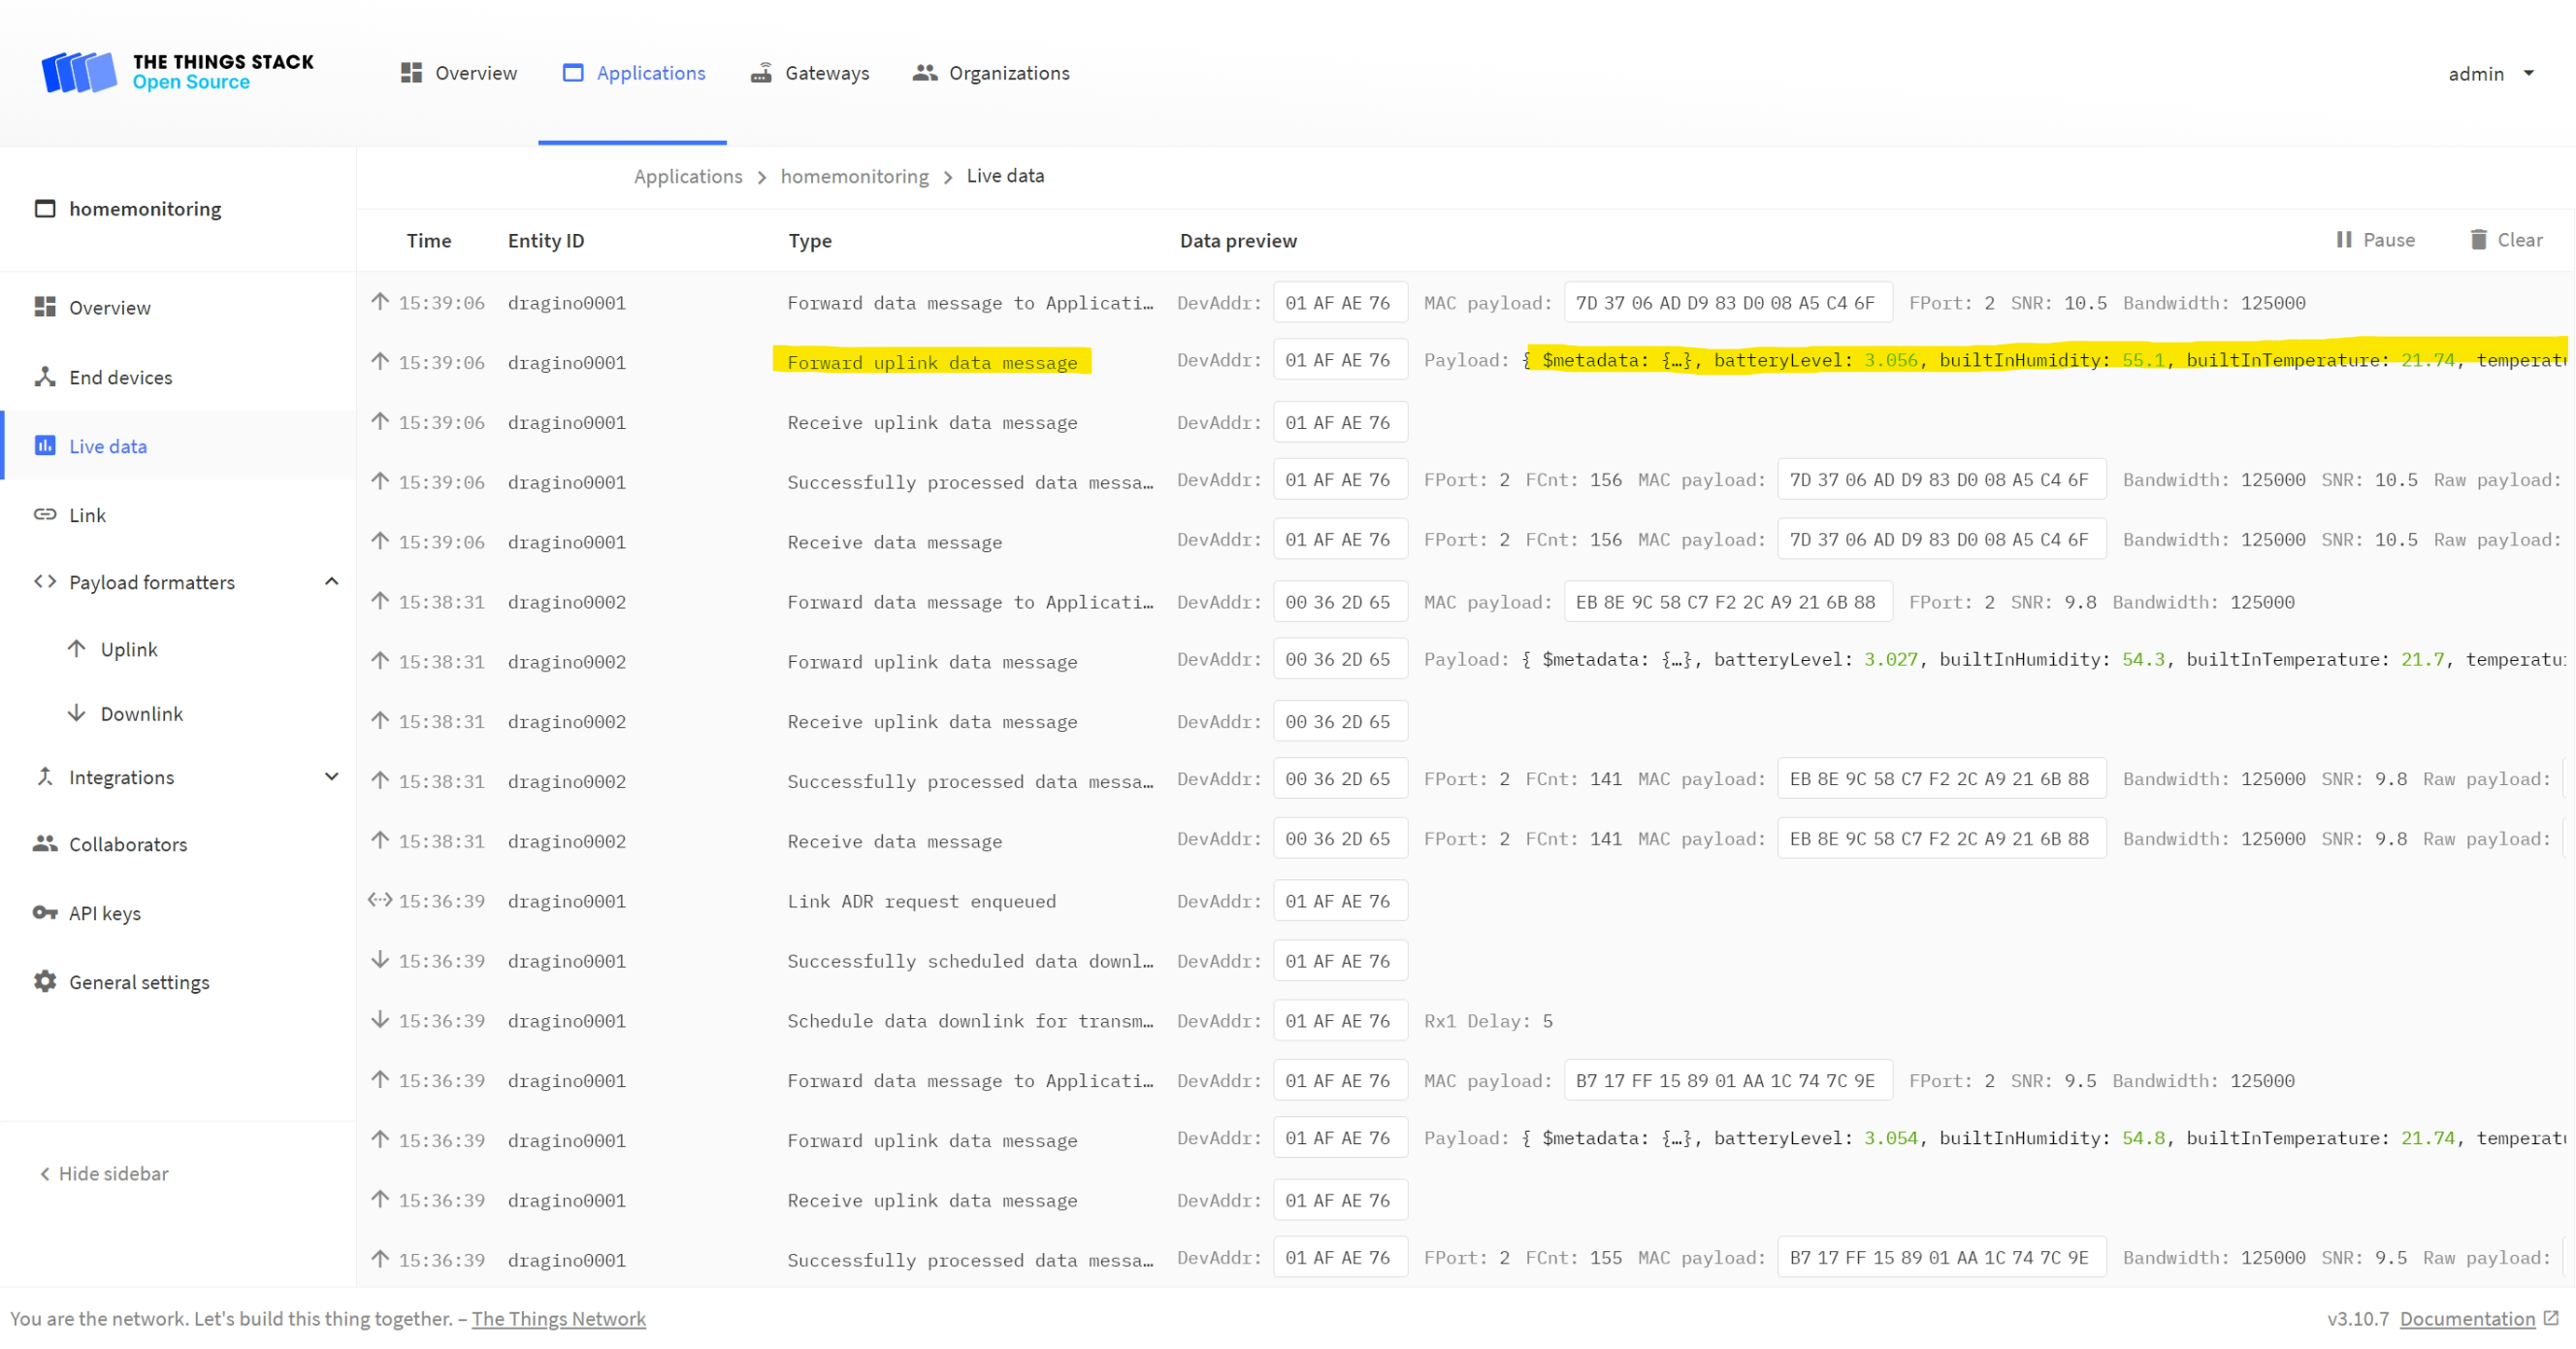 THE THINGS STACK
Open Source
Overview
Applications
Gateways
Organizations
admin
homemonitoring
Applications > homemonitoring > Live data
Time Entity ID Type Data preview Pause Clear
Overview
End devices
Live data
Link
Payload formatters
Uplink
Downlink
Integrations
Collaborators
API keys
General settings
< Hide sidebar
↑ 15:39:06 dragino0001 Forward data message to Applicati… DevAddr: 01 AF AE 76 MAC payload: 7D 37 06 AD D9 83 D0 08 A5 C4 6F FPort: 2 SNR: 10.5 Bandwidth: 125000
↑ 15:39:06 dragino0001 Forward uplink data message DevAddr: 01 AF AE 76 Payload: { $metadata: {…}, batteryLevel: 3.056, builtInHumidity: 55.1, builtInTemperature: 21.74, temperat
↑ 15:39:06 dragino0001 Receive uplink data message DevAddr: 01 AF AE 76
↑ 15:39:06 dragino0001 Successfully processed data messa… DevAddr: 01 AF AE 76 FPort: 2 FCnt: 156 MAC payload: 7D 37 06 AD D9 83 D0 08 A5 C4 6F Bandwidth: 125000 SNR: 10.5 Raw payload:
↑ 15:39:06 dragino0001 Receive data message DevAddr: 01 AF AE 76 FPort: 2 FCnt: 156 MAC payload: 7D 37 06 AD D9 83 D0 08 A5 C4 6F Bandwidth: 125000 SNR: 10.5 Raw payload:
↑ 15:38:31 dragino0002 Forward data message to Applicati… DevAddr: 00 36 2D 65 MAC payload: EB 8E 9C 58 C7 F2 2C A9 21 6B 88 FPort: 2 SNR: 9.8 Bandwidth: 125000
↑ 15:38:31 dragino0002 Forward uplink data message DevAddr: 00 36 2D 65 Payload: { $metadata: {…}, batteryLevel: 3.027, builtInHumidity: 54.3, builtInTemperature: 21.7, temperatu
↑ 15:38:31 dragino0002 Receive uplink data message DevAddr: 00 36 2D 65
↑ 15:38:31 dragino0002 Successfully processed data messa… DevAddr: 00 36 2D 65 FPort: 2 FCnt: 141 MAC payload: EB 8E 9C 58 C7 F2 2C A9 21 6B 88 Bandwidth: 125000 SNR: 9.8 Raw payload:
↑ 15:38:31 dragino0002 Receive data message DevAddr: 00 36 2D 65 FPort: 2 FCnt: 141 MAC payload: EB 8E 9C 58 C7 F2 2C A9 21 6B 88 Bandwidth: 125000 SNR: 9.8 Raw payload:
15:36:39 dragino0001 Link ADR request enqueued DevAddr: 01 AF AE 76
↓ 15:36:39 dragino0001 Successfully scheduled data downl… DevAddr: 01 AF AE 76
↓ 15:36:39 dragino0001 Schedule data downlink for transm… DevAddr: 01 AF AE 76 Rx1 Delay: 5
↑ 15:36:39 dragino0001 Forward data message to Applicati… DevAddr: 01 AF AE 76 MAC payload: B7 17 FF 15 89 01 AA 1C 74 7C 9E FPort: 2 SNR: 9.5 Bandwidth: 125000
↑ 15:36:39 dragino0001 Forward uplink data message DevAddr: 01 AF AE 76 Payload: { $metadata: {…}, batteryLevel: 3.054, builtInHumidity: 54.8, builtInTemperature: 21.74, temperat
↑ 15:36:39 dragino0001 Receive uplink data message DevAddr: 01 AF AE 76
↑ 15:36:39 dragino0001 Successfully processed data messa… DevAddr: 01 AF AE 76 FPort: 2 FCnt: 155 MAC payload: B7 17 FF 15 89 01 AA 1C 74 7C 9E Bandwidth: 125000 SNR: 9.5 Raw payload:
You are the network. Let's build this thing together. – The Things Network
v3.10.7 Documentation